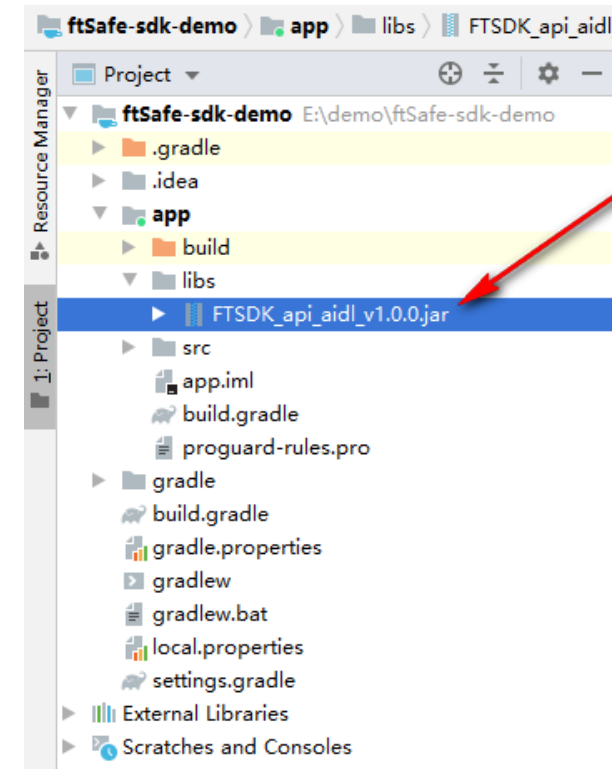 ftSafe-sdk-demo app libs FTSDK_api_aidl
Project
Resource Manager
1: Project
ftSafe-sdk-demo E:\demo\ftSafe-sdk-demo
.gradle
.idea
app
build
libs
FTSDK_api_aidl_v1.0.0.jar
src
app.iml
build.gradle
proguard-rules.pro
gradle
build.gradle
gradle.properties
gradlew
gradlew.bat
local.properties
settings.gradle
External Libraries
Scratches and Consoles